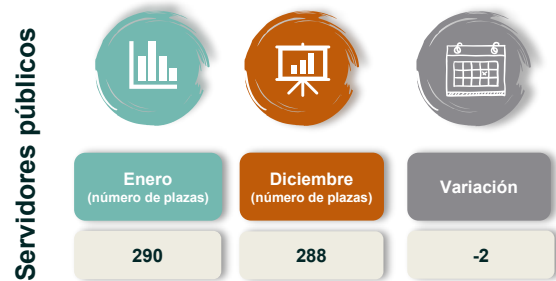 Servidores públicos
Enero
(número de plazas)
Diciembre
(número de plazas)
Variación
290
288
-2